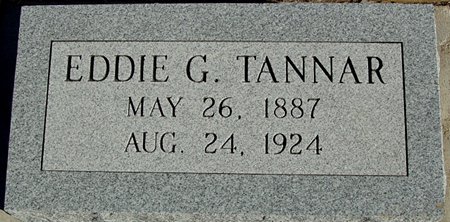 EDDIE G. TANNAR
MAY 26, 1887
AUG. 24, 1924